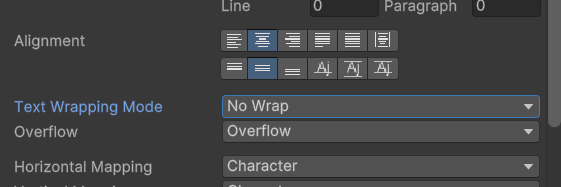 Line 0 Paragraph 0
Alignment
Text Wrapping Mode No Wrap
Overflow Overflow
Horizontal Mapping Character